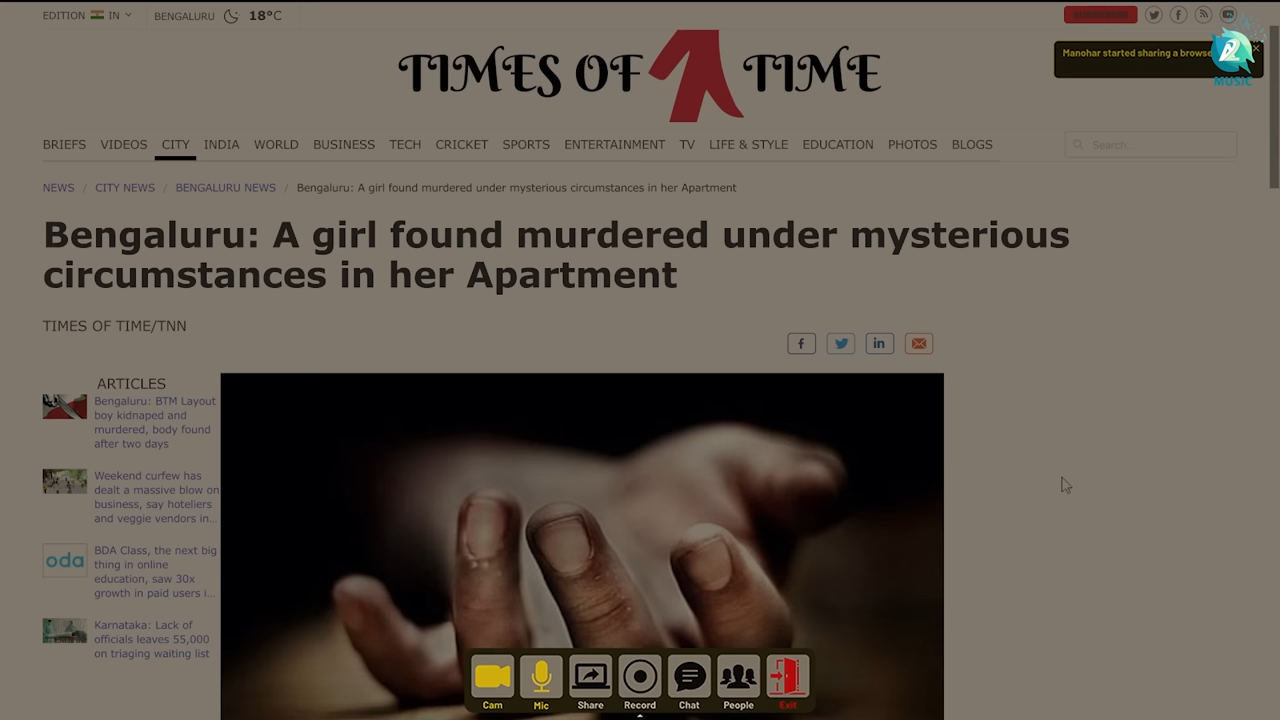 EDITION IN
BENGALURU 18°C
Manohar started sharing a browse
MUSIC
TIMES OF TIME
BRIEFS VIDEOS CITY INDIA WORLD BUSINESS TECH CRICKET SPORTS ENTERTAINMENT TV LIFE & STYLE EDUCATION PHOTOS BLOGS
Search...
NEWS / CITY NEWS / BENGALURU NEWS / Bengaluru: A girl found murdered under mysterious circumstances in her Apartment
Bengaluru: A girl found murdered under mysterious
circumstances in her Apartment
TIMES OF TIME/TNN
f in
ARTICLES
Bengaluru: BTM Layout
boy kidnaped and
murdered, body found
after two days
Weekend curfew has
dealt a massive blow on
business, say hoteliers
and veggie vendors in...
oda
BDA Class, the next big
thing in online
education, saw 30x
growth in paid users i...
Karnataka: Lack of
officials leaves 55,000
on triaging waiting list
Cam Mic Share Record Chat People Exit